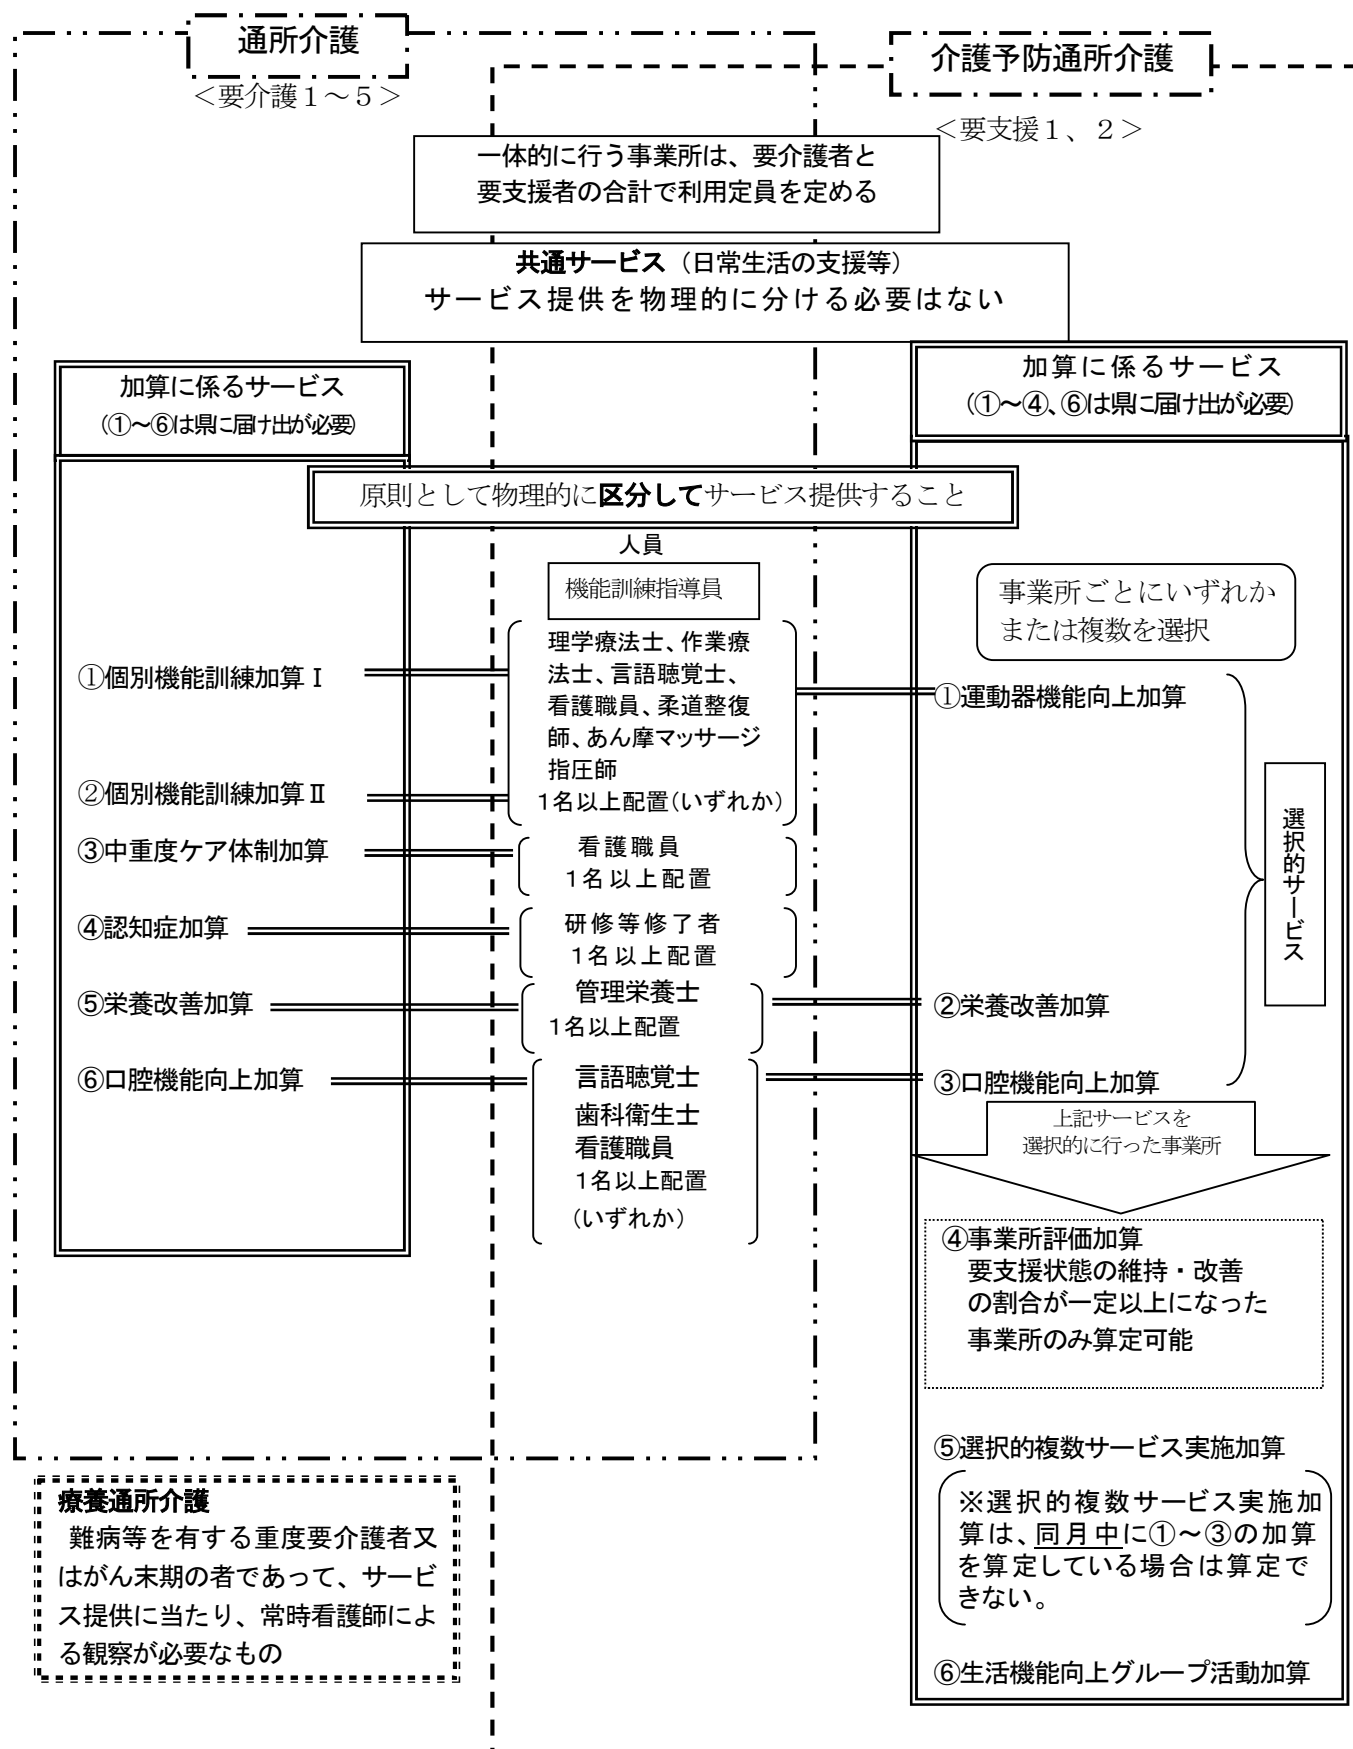 通所介護
＜要介護１～５＞
介護予防通所介護
＜要支援１、２＞
一体的に行う事業所は、要介護者と
要支援者の合計で利用定員を定める
共通サービス（日常生活の支援等）
サービス提供を物理的に分ける必要はない
加算に係るサービス
（①～⑥は県に届け出が必要）
加算に係るサービス
（①～④、⑥は県に届け出が必要）
原則として物理的に区分してサービス提供すること
人員
機能訓練指導員
理学療法士、作業療
法士、言語聴覚士、
看護職員、柔道整復
師、あん摩マッサージ
指圧師
１名以上配置（いずれか）
事業所ごとにいずれか
または複数を選択
①個別機能訓練加算Ⅰ
②個別機能訓練加算Ⅱ
③中重度ケア体制加算
④認知症加算
⑤栄養改善加算
⑥口腔機能向上加算
看護職員
１名以上配置
研修等修了者
１名以上配置
管理栄養士
１名以上配置
言語聴覚士
歯科衛生士
看護職員
１名以上配置
（いずれか）
①運動器機能向上加算
②栄養改善加算
③口腔機能向上加算
選択的サービス
上記サービスを
選択的に行った事業所
④事業所評価加算
要支援状態の維持・改善
の割合が一定以上になった
事業所のみ算定可能
⑤選択的複数サービス実施加算
※選択的複数サービス実施加
算は、同月中に①～③の加算
を算定している場合は算定で
きない。
⑥生活機能向上グループ活動加算
療養通所介護
難病等を有する重度要介護者又
はがん末期の者であって、サービ
ス提供に当たり、常時看護師によ
る観察が必要なもの